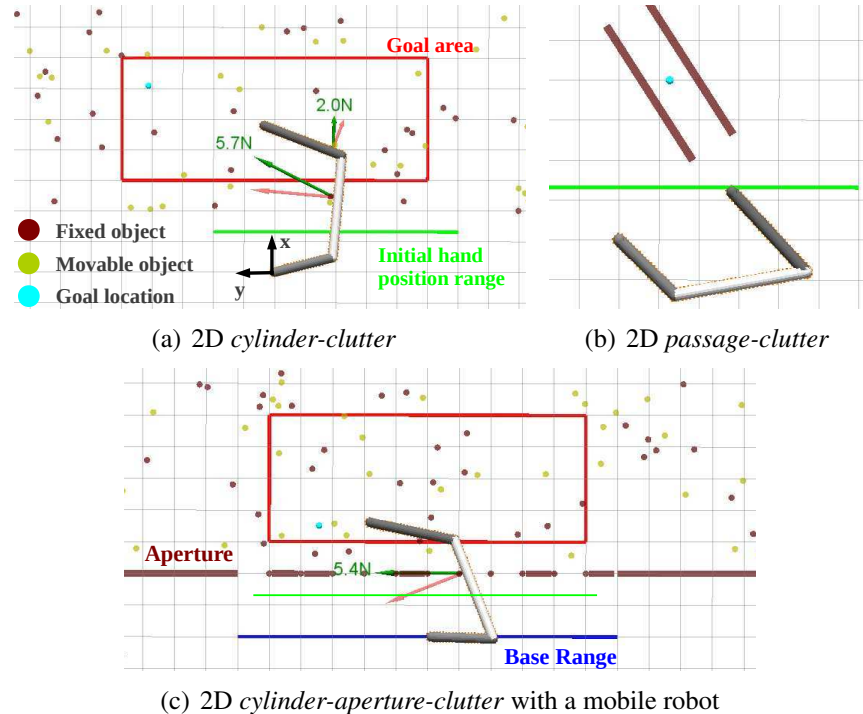 Goal area
2.0N
5.7N
x
y
Fixed object
Movable object
Goal location
Initial hand
position range
(a) 2D cylinder-clutter
(b) 2D passage-clutter
Aperture
5.4N
Base Range
(c) 2D cylinder-aperture-clutter with a mobile robot